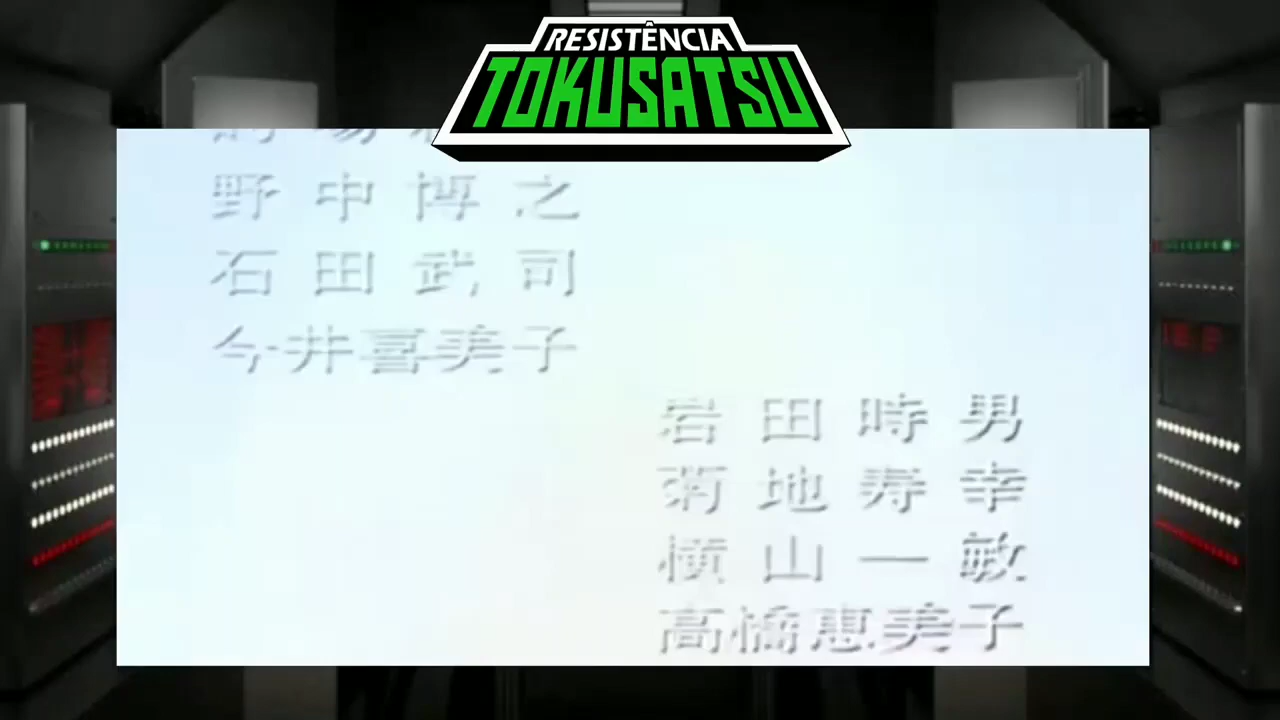 RESISTÊNCIA
TOKUSATSU
野中博之
石田武司
今井喜美子
岩田時男
菊地寿幸
横山一敏
高橋恵美子